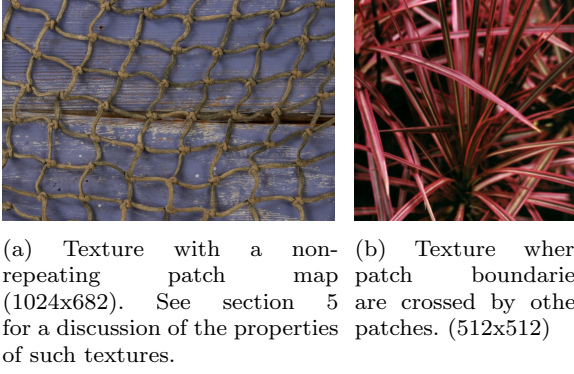 (a) Texture with a non-
repeating patch map
(1024x682). See section 5
for a discussion of the properties
of such textures.
(b) Texture wher
patch boundarie
are crossed by othe
patches. (512x512)